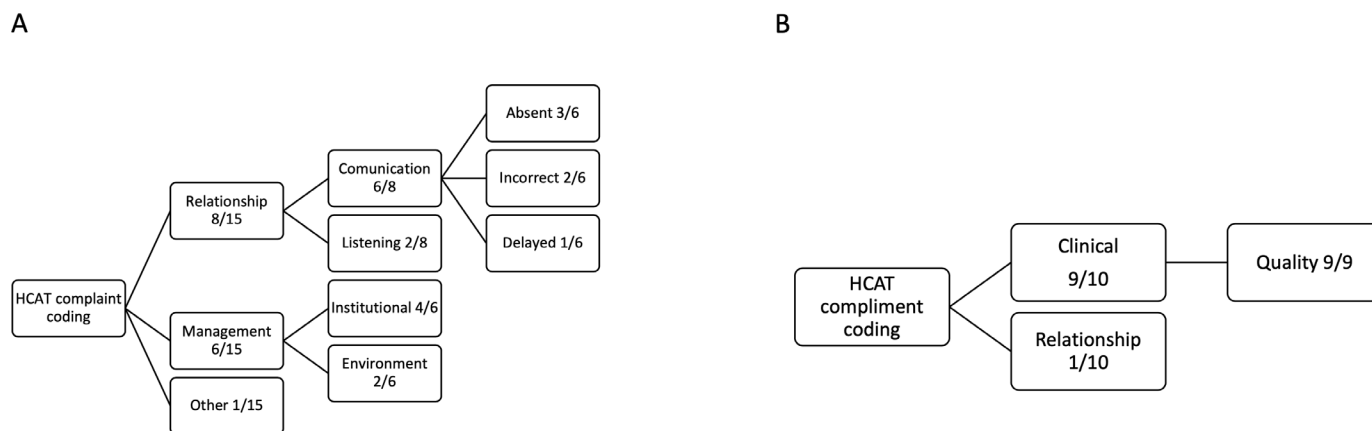 A
HCAT complaint
coding
Relationship
8/15
Management
6/15
Other 1/15
Comunication
6/8
Listening 2/8
Institutional 4/6
Environment
2/6
Absent 3/6
Incorrect 2/6
Delayed 1/6
B
HCAT
compliment
coding
Clinical
9/10
Relationship
1/10
Quality 9/9